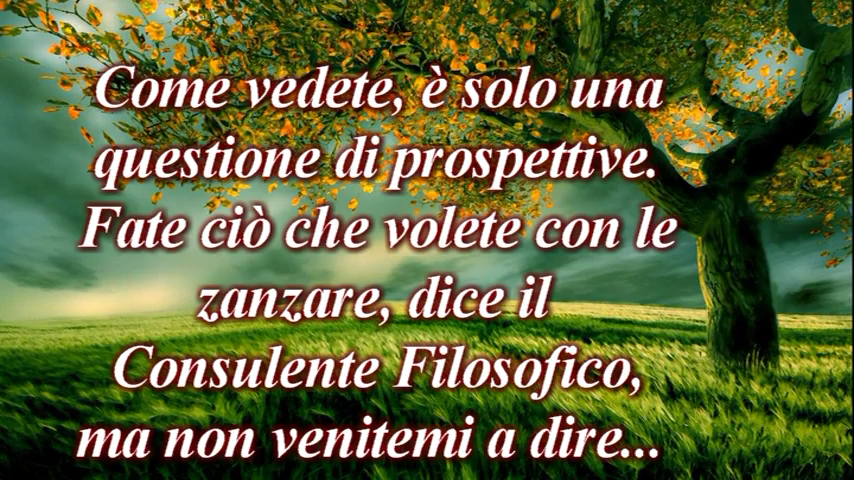 Come vedete, è solo una
questione di prospettive.
Fate ciò che volete con le
zanzare, dice il
Consulente Filosofico,
ma non venitemi a dire...